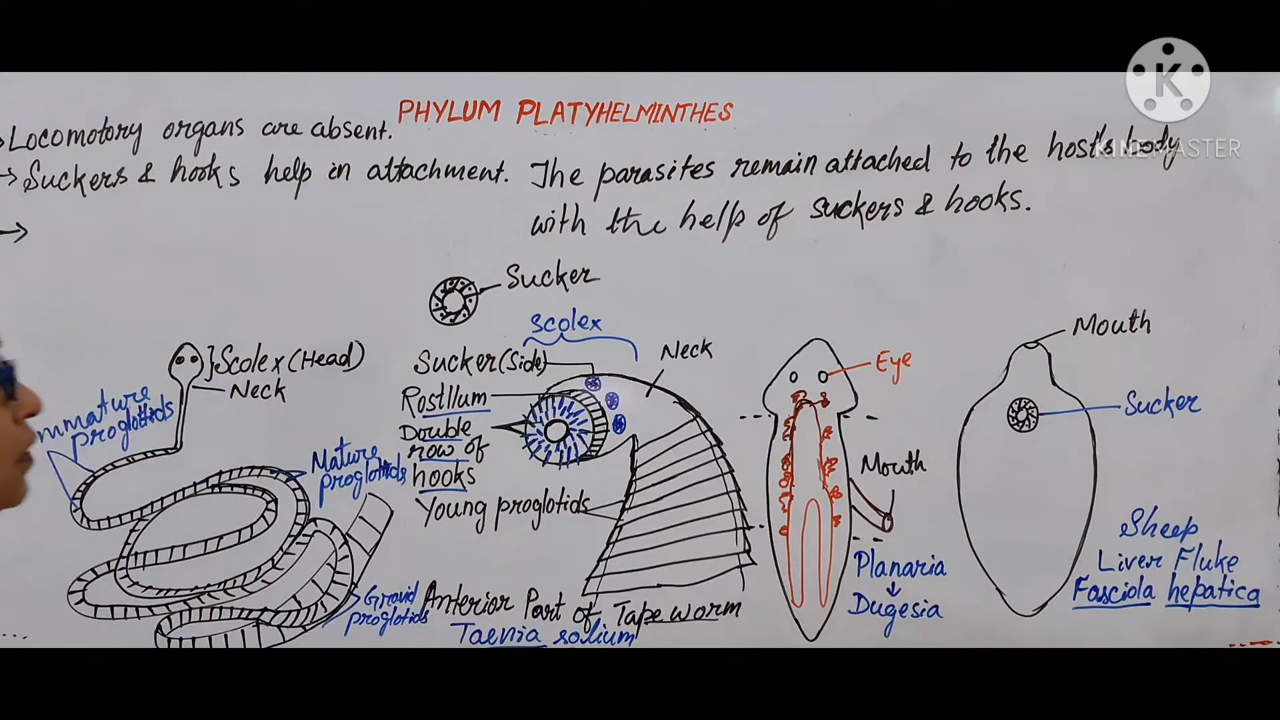 PHYLUM PLATYHELMINTHES
K
KINEMASTER
→ Locomotory organs are absent.
→ Suckers & hooks help in attachment. The parasites remain attached to the host's body
with the help of suckers & hooks.
→
Sucker
Scolex
Scolex (Head)
Neck
Immature
proglottids
Mature
proglottids
Gravid
proglotids
Sucker (Side)
Neck
Rostllum
Double
row of
hooks
Young proglotids
Anterior Part of Tapeworm
Taenia solium
Eye
Mouth
Planaria
↓
Dugesia
Mouth
Sucker
Sheep
Liver Fluke
Fasciola hepatica